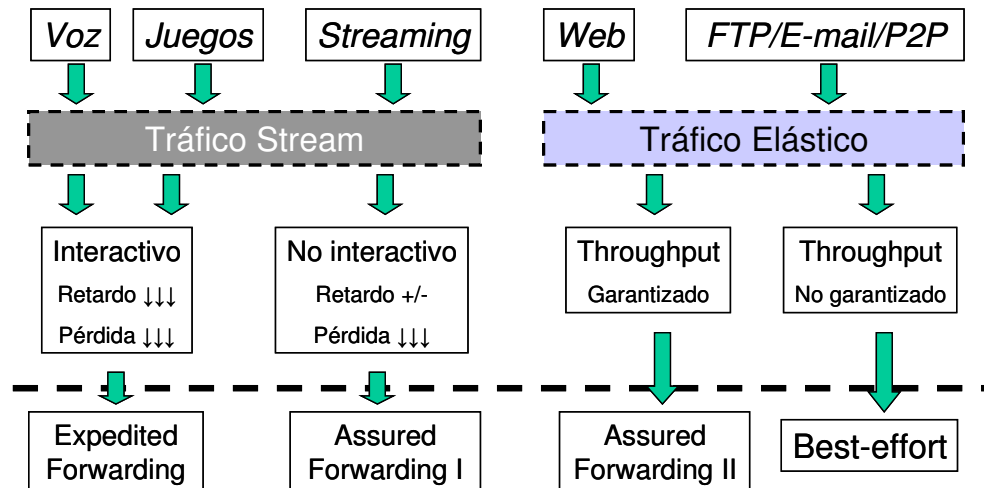 Voz
Juegos
Streaming
Web
FTP/E-mail/P2P
Tráfico Stream
Tráfico Elástico
Interactivo
Retardo ↓↓↓
Pérdida ↓↓↓
No interactivo
Retardo +/-
Pérdida ↓↓↓
Throughput
Garantizado
Throughput
No garantizado
Expedited
Forwarding
Assured
Forwarding I
Assured
Forwarding II
Best-effort